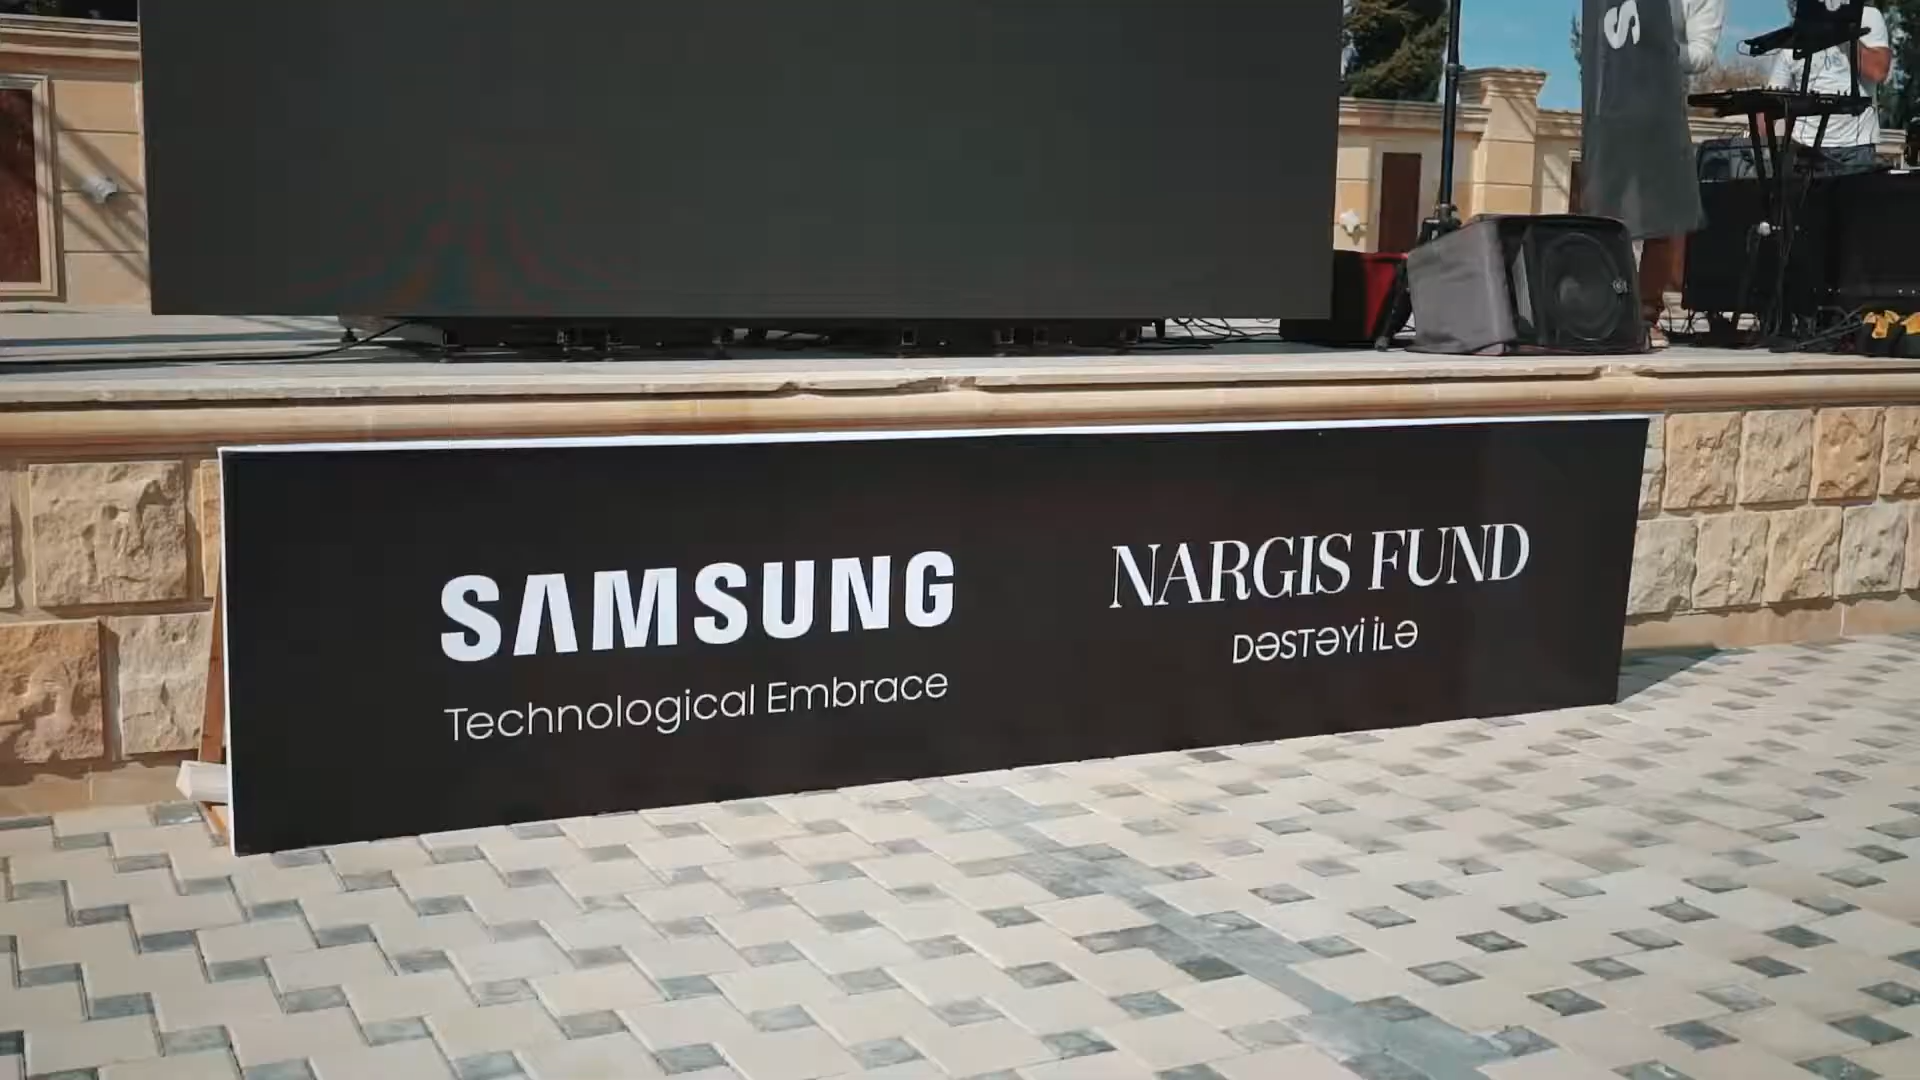 SAMSUNG
Technological Embrace
NARGIS FUND
DƏSTƏYİ İLƏ
S